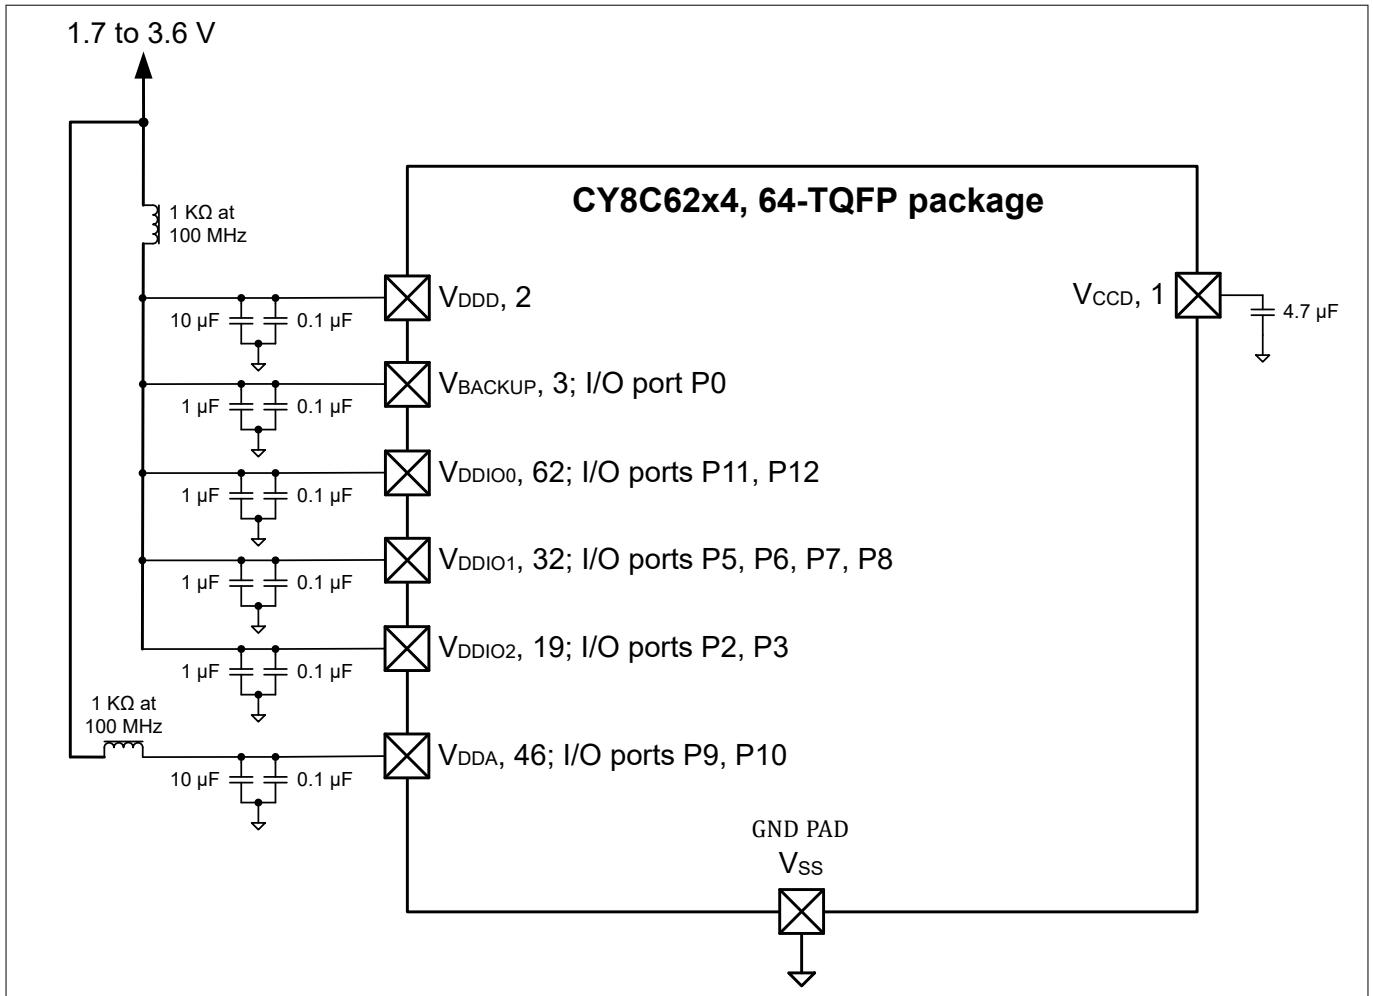 1.7 to 3.6 V
CY8C62x4, 64-TQFP package
1 KΩ at
100 MHz
VDDD, 2
10 µF
0.1 µF
VCCD, 1
4.7 µF
VBACKUP, 3; I/O port P0
1 µF
0.1 µF
VDDIO0, 62; I/O ports P11, P12
1 µF
0.1 µF
VDDIO1, 32; I/O ports P5, P6, P7, P8
1 µF
0.1 µF
VDDIO2, 19; I/O ports P2, P3
1 µF
0.1 µF
1 KΩ at
100 MHz
VDDA, 46; I/O ports P9, P10
10 µF
0.1 µF
GND PAD
VSS